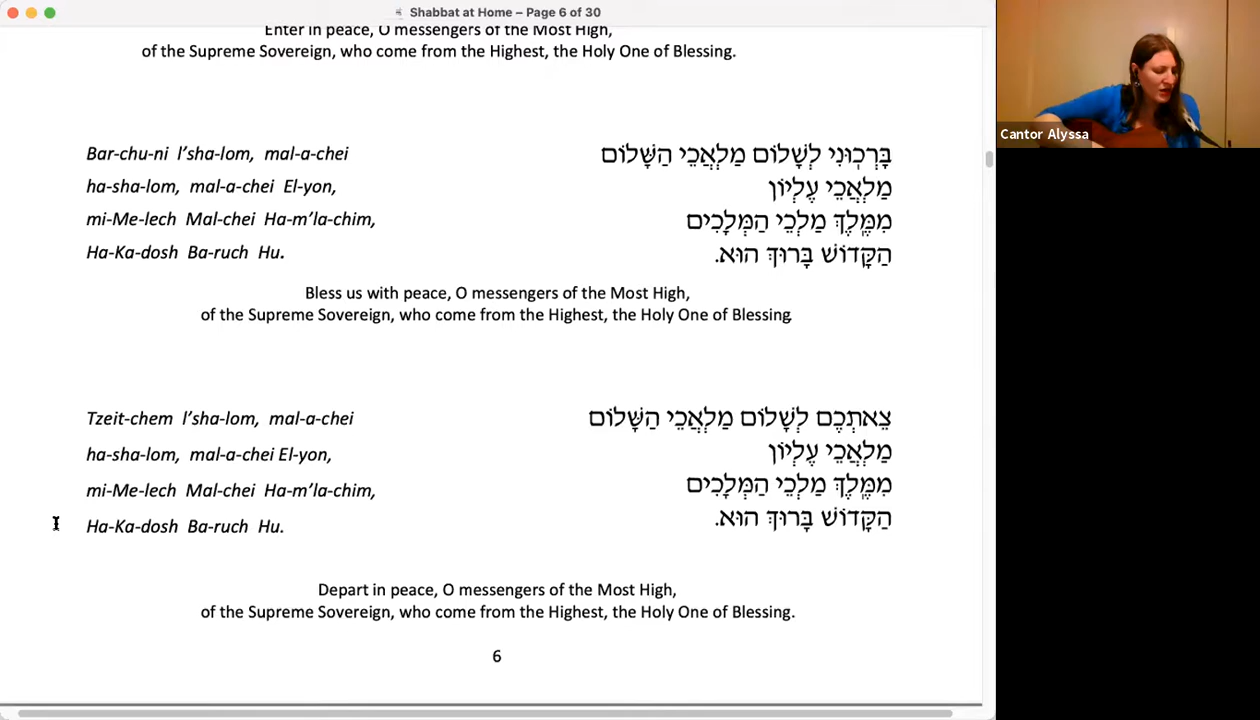 Shabbat at Home – Page 6 of 30
Enter in peace, O messengers of the Most High,
of the Supreme Sovereign, who come from the Highest, the Holy One of Blessing.
Bar-chu-ni l’sha-lom, mal-a-chei
ha-sha-lom, mal-a-chei El-yon,
mi-Me-lech Mal-chei Ha-m’la-chim,
Ha-Ka-dosh Ba-ruch Hu.
בָּרְכוּנִי לְשָׁלוֹם מַלְאֲכֵי הַשָּׁלוֹם
מַלְאֲכֵי עֶלְיוֹן
מִמֶּלֶךְ מַלְכֵי הַמְּלָכִים
הַקָּדוֹשׁ בָּרוּךְ הוּא.
Bless us with peace, O messengers of the Most High,
of the Supreme Sovereign, who come from the Highest, the Holy One of Blessing.
Tzeit-chem l’sha-lom, mal-a-chei
ha-sha-lom, mal-a-chei El-yon,
mi-Me-lech Mal-chei Ha-m’la-chim,
Ha-Ka-dosh Ba-ruch Hu.
צֵאתְכֶם לְשָׁלוֹם מַלְאֲכֵי הַשָּׁלוֹם
מַלְאֲכֵי עֶלְיוֹן
מִמֶּלֶךְ מַלְכֵי הַמְּלָכִים
הַקָּדוֹשׁ בָּרוּךְ הוּא.
Depart in peace, O messengers of the Most High,
of the Supreme Sovereign, who come from the Highest, the Holy One of Blessing.
6
Cantor Alyssa